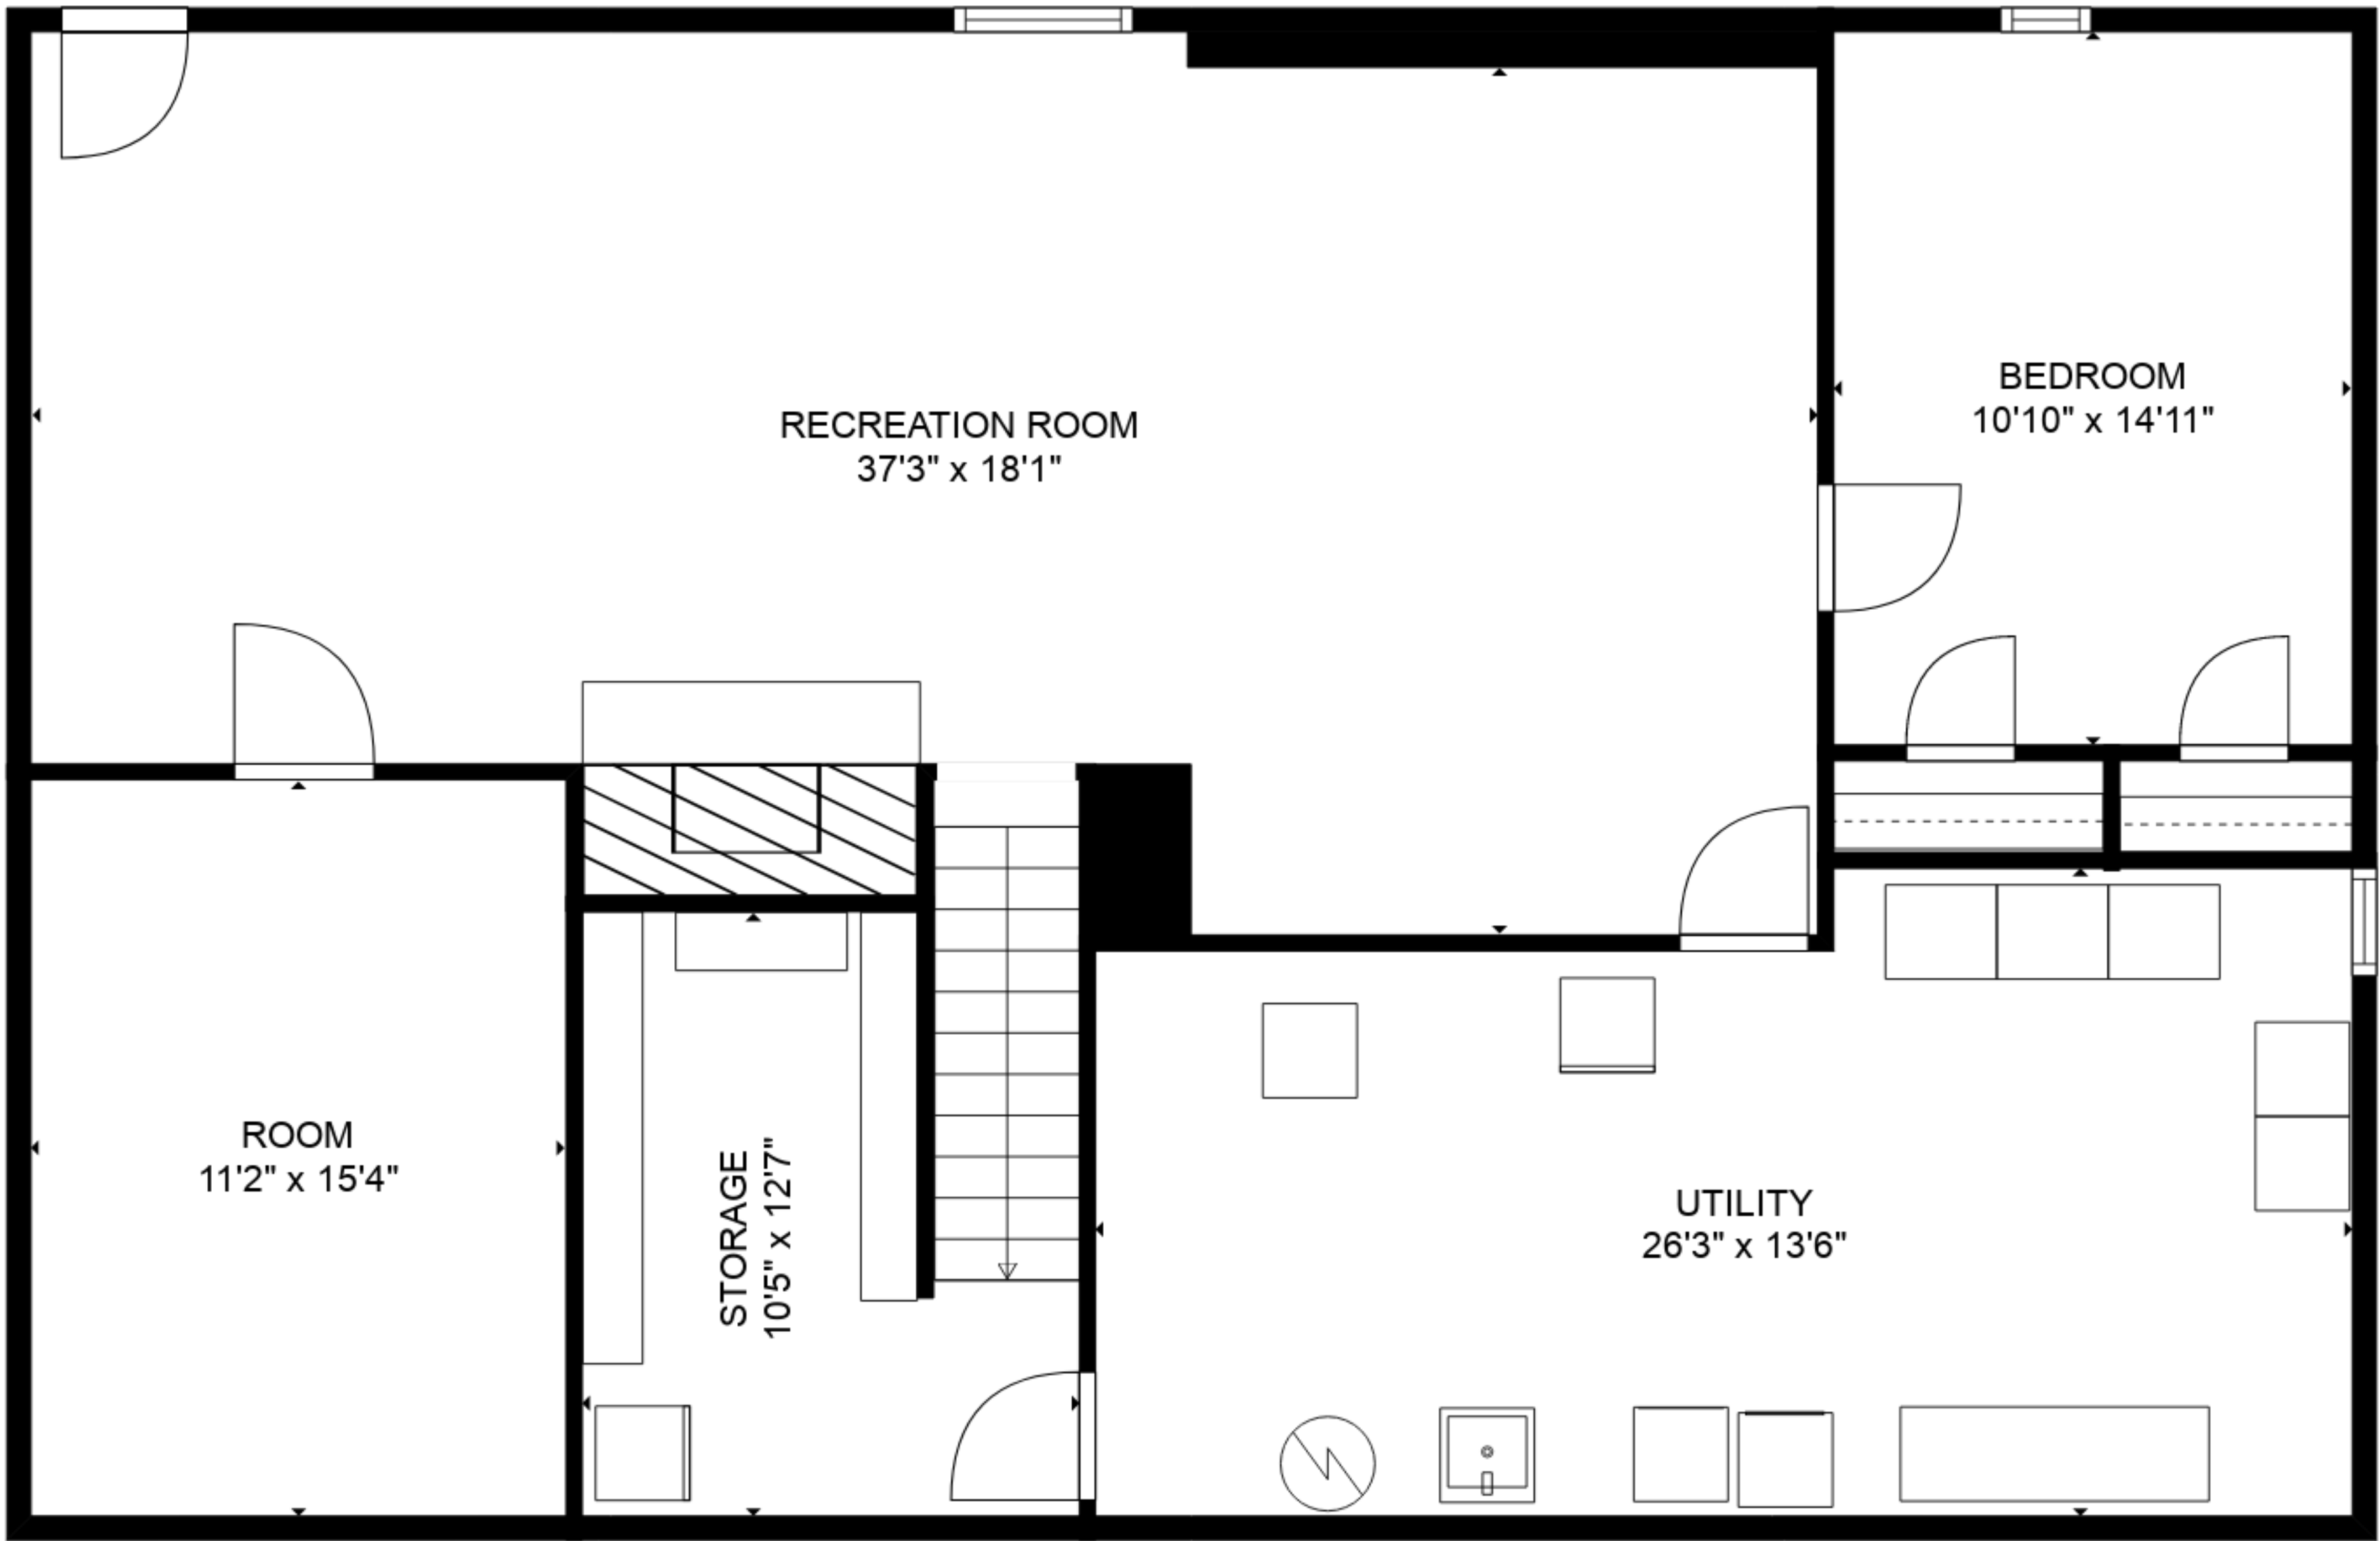 RECREATION ROOM
37'3" x 18'1"
BEDROOM
10'10" x 14'11"
ROOM
11'2" x 15'4"
STORAGE
10'5" x 12'7"
UTILITY
26'3" x 13'6"